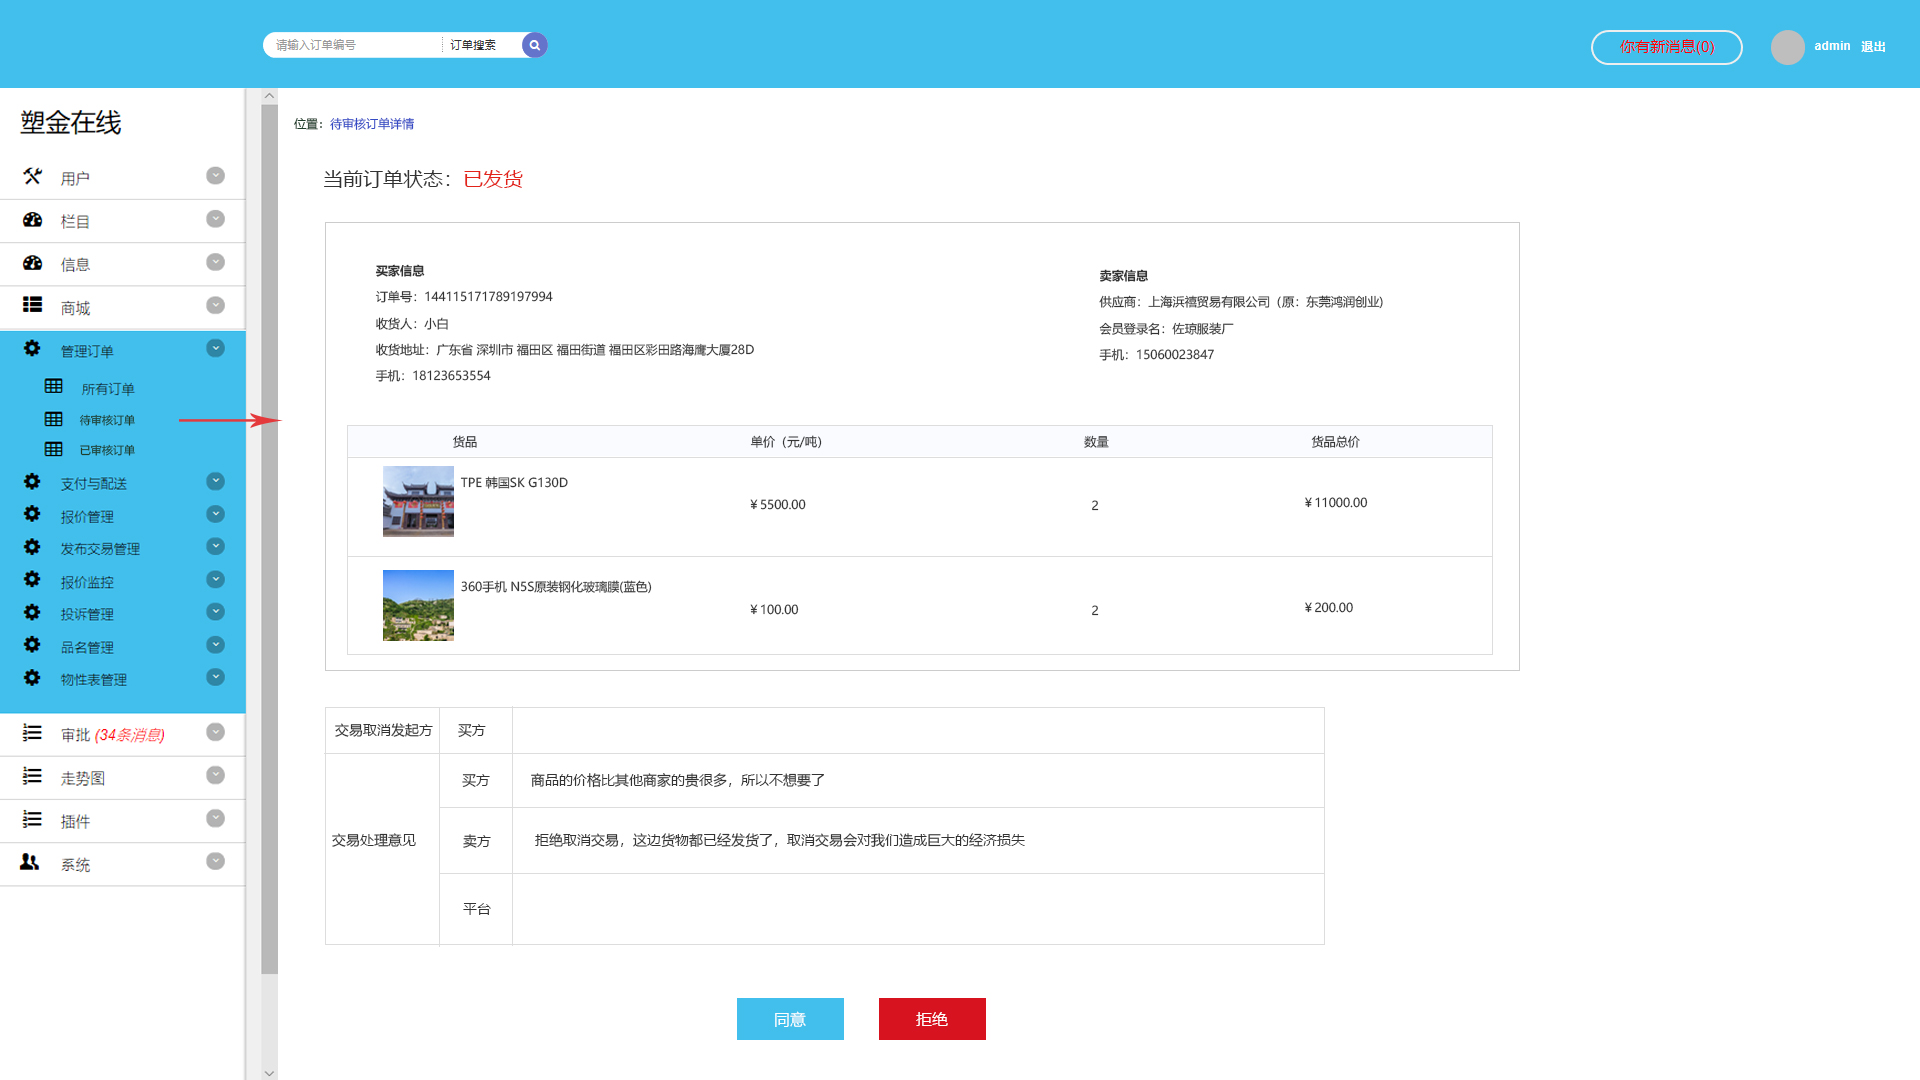 请输入订单编号
订单搜索
你有新消息(0)
admin 退出
塑金在线
用户
栏目
信息
商城
管理订单
所有订单
待审核订单
已审核订单
支付与配送
报价管理
发布交易管理
报价监控
投诉管理
品名管理
物性表管理
审批 (34条消息)
走势图
插件
系统
位置：待审核订单详情
当前订单状态：已发货
买家信息
订单号：144115171789197994
收货人：小白
收货地址：广东省 深圳市 福田区 福田街道 福田区彩田路海鹰大厦28D
手机：18123653554
卖家信息
供应商：上海浜禧贸易有限公司（原：东莞鸿润创业)
会员登录名：佐琼服装厂
手机：15060023847
货品 单价（元/吨） 数量 货品总价
TPE 韩国SK G130D ¥5500.00 2 ¥11000.00
360手机 N5S原装钢化玻璃膜(蓝色) ¥100.00 2 ¥200.00
交易取消发起方 买方
交易处理意见
买方 商品的价格比其他商家的贵很多，所以不想要了
卖方 拒绝取消交易，这边货物都已经发货了，取消交易会对我们造成巨大的经济损失
平台
同意 拒绝